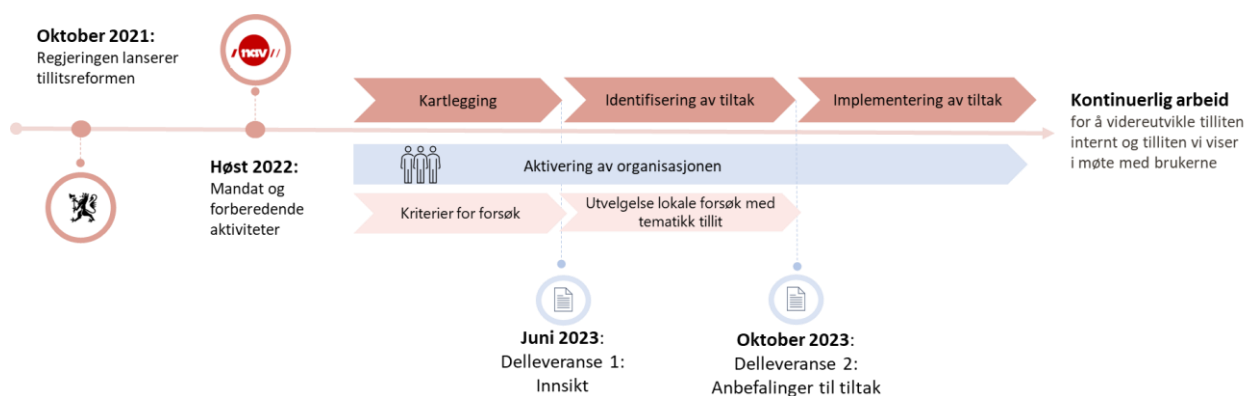 Oktober 2021:
Regjeringen lanserer
tillitsreformen
nav
Kartlegging
Identifisering av tiltak
Implementering av tiltak
Kontinuerlig arbeid
for å videreutvikle tilliten
internt og tilliten vi viser
i møte med brukerne
Høst 2022:
Mandat og
forberedende
aktiviteter
Aktivering av organisasjonen
Kriterier for forsøk
Utvelgelse lokale forsøk med
tematikk tillit
Juni 2023:
Delleveranse 1:
Innsikt
Oktober 2023:
Delleveranse 2:
Anbefalinger til tiltak